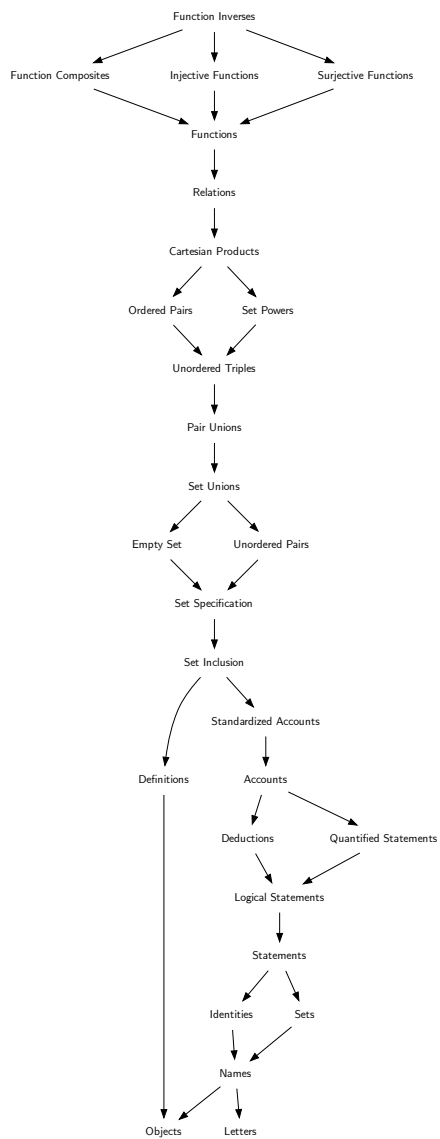 Function Inverses
Function Composites
Injective Functions
Surjective Functions
Functions
Relations
Cartesian Products
Ordered Pairs
Set Powers
Unordered Triples
Pair Unions
Set Unions
Empty Set
Unordered Pairs
Set Specification
Set Inclusion
Standardized Accounts
Definitions
Accounts
Deductions
Quantified Statements
Logical Statements
Statements
Identities
Sets
Names
Objects
Letters